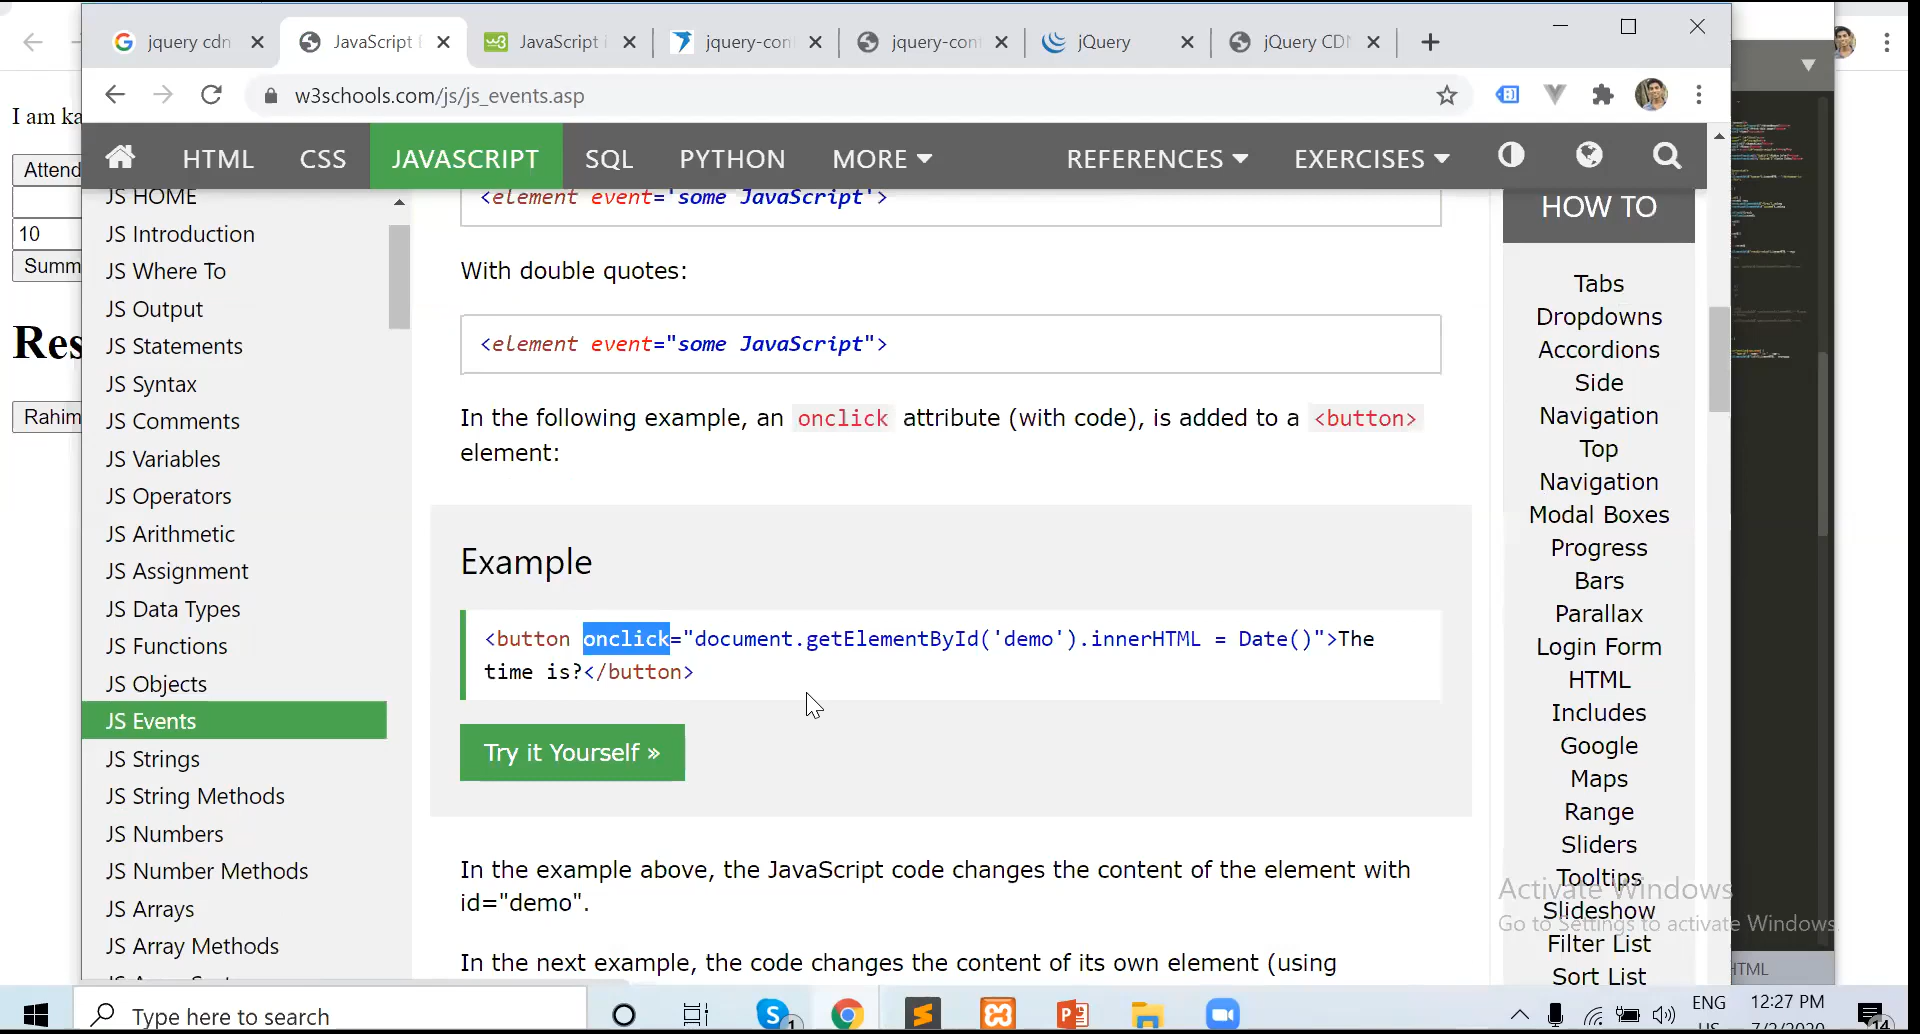 jquery cdn
JavaScript E
JavaScript i
jquery-con
jquery-con
jQuery
jQuery CDN
w3schools.com/js/js_events.asp
HTML
CSS
JAVASCRIPT
SQL
PYTHON
MORE
REFERENCES
EXERCISES
I am ka
Attend
10
Summ
Res
Rahim
JS HOME
JS Introduction
JS Where To
JS Output
JS Statements
JS Syntax
JS Comments
JS Variables
JS Operators
JS Arithmetic
JS Assignment
JS Data Types
JS Functions
JS Objects
JS Events
JS Strings
JS String Methods
JS Numbers
JS Number Methods
JS Arrays
JS Array Methods
<element event='some JavaScript'>
With double quotes:
<element event="some JavaScript">
In the following example, an onclick attribute (with code), is added to a <button>
element:
Example
<button onclick="document.getElementById('demo').innerHTML = Date()">The
time is?</button>
Try it Yourself »
In the example above, the JavaScript code changes the content of the element with
id="demo".
In the next example, the code changes the content of its own element (using
HOW TO
Tabs
Dropdowns
Accordions
Side
Navigation
Top
Navigation
Modal Boxes
Progress
Bars
Parallax
Login Form
HTML
Includes
Google
Maps
Range
Sliders
Tooltips
Slideshow
Filter List
Sort List
Activate Windows
Go to Settings to activate Windows.
HTML
Type here to search
S
1
ENG
US
12:27 PM
7/2/2020
14